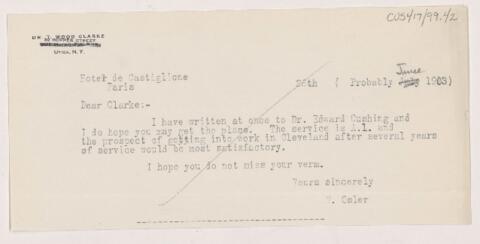 CUS417/99.42
DR. T. WOOD CLARKE
UTICA, N.Y.
Hotel de Castiglione
Paris
26th ( Probably June 1903)
Dear Clarke:-
I have written at once to Dr. Edward Cushing and
I do hope you may get the place. The service is A.1. and
the prospect of getting into work in Cleveland after several years
of service would be most satisfactory.
I hope you do not miss your verm.
Yours sincerely
W. Osler